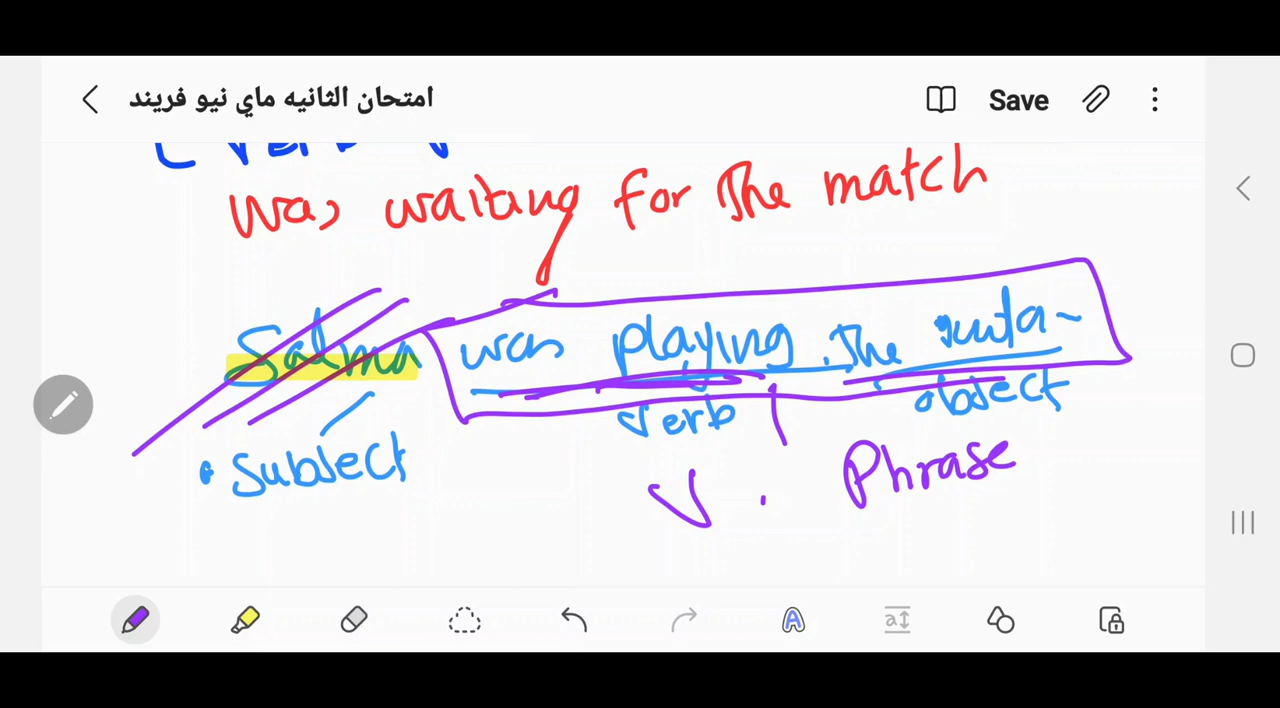 امتحان الثانيه ماي نيو فريند
Save
was waiting for The match
Salma was playing The guita
verb object
subject
V. Phrase